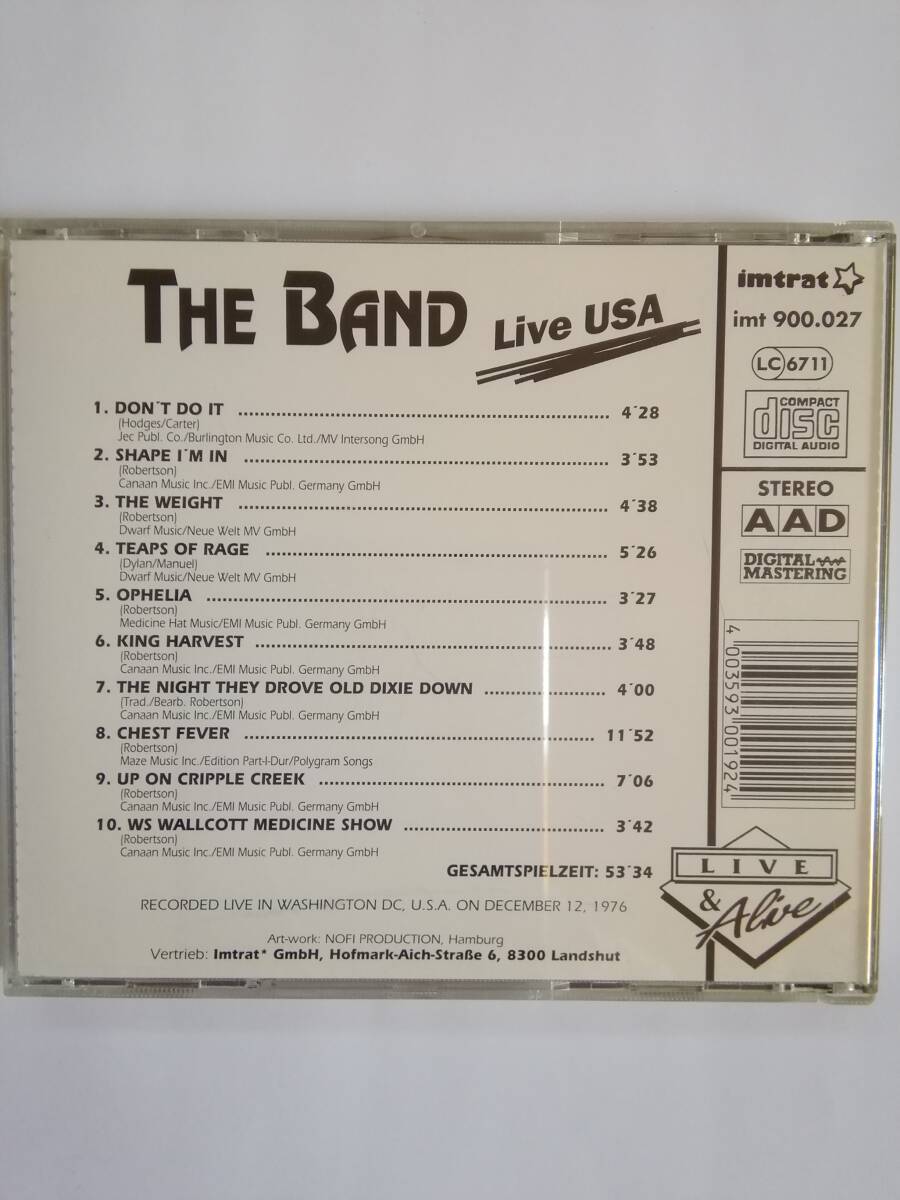 THE BAND Live USA
1. DON´T DO IT ........ 4´28
(Hodges/Carter)
Jec Publ. Co./Burlington Music Co. Ltd./MV Intersong GmbH
2. SHAPE I´M IN ........ 3´53
(Robertson)
Canaan Music Inc./EMI Music Publ. Germany GmbH
3. THE WEIGHT ........ 4´38
(Robertson)
Dwarf Music/Neue Welt MV GmbH
4. TEAPS OF RAGE ........ 5´26
(Dylan/Manuel)
Dwarf Music/Neue Welt MV GmbH
5. OPHELIA ........ 3´27
(Robertson)
Medicine Hat Music/EMI Music Publ. Germany GmbH
6. KING HARVEST ........ 3´48
(Robertson)
Canaan Music Inc./EMI Music Publ. Germany GmbH
7. THE NIGHT THEY DROVE OLD DIXIE DOWN ........ 4´00
(Trad./Bearb. Robertson)
Canaan Music Inc./EMI Music Publ. Germany GmbH
8. CHEST FEVER ........ 11´52
(Robertson)
Maze Music Inc./Edition Part-I-Dur/Polygram Songs
9. UP ON CRIPPLE CREEK ........ 7´06
(Robertson)
Canaan Music Inc./EMI Music Publ. Germany GmbH
10. WS WALLCOTT MEDICINE SHOW ........ 3´42
(Robertson)
Canaan Music Inc./EMI Music Publ. Germany GmbH
GESAMTSPIELZEIT: 53´34
RECORDED LIVE IN WASHINGTON DC, U.S.A. ON DECEMBER 12, 1976
Art-work: NOFI PRODUCTION, Hamburg
Vertrieb: Imtrat* GmbH, Hofmark-Aich-Straße 6, 8300 Landshut
imtrat
imt 900.027
LC 6711
COMPACT
disc
DIGITAL AUDIO
STEREO
AAD
DIGITAL
MASTERING
4 003593 001924
LIVE
& Alive